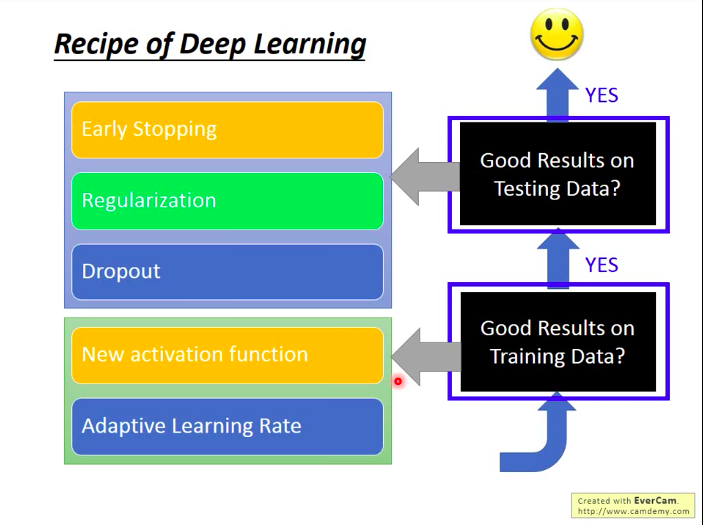 Recipe of Deep Learning
YES
Early Stopping
Regularization
Dropout
Good Results on
Testing Data?
YES
New activation function
Adaptive Learning Rate
Good Results on
Training Data?
Created with EverCam.
http://www.camdemy.com